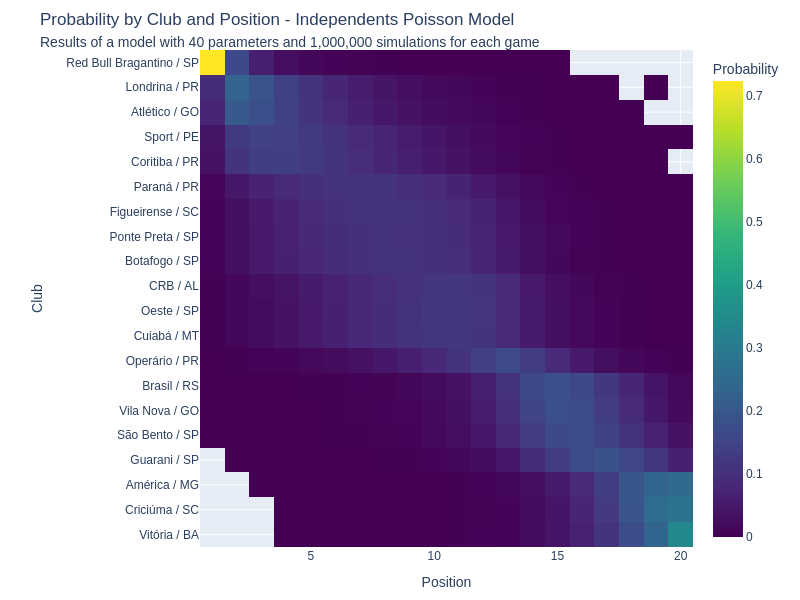 Probability by Club and Position - Independents Poisson Model
Results of a model with 40 parameters and 1,000,000 simulations for each game
Probability
Red Bull Bragantino / SP
Londrina / PR
Atlético / GO
Sport / PE
Coritiba / PR
Paraná / PR
Figueirense / SC
Ponte Preta / SP
Botafogo / SP
CRB / AL
Oeste / SP
Cuiabá / MT
Operário / PR
Brasil / RS
Vila Nova / GO
São Bento / SP
Guarani / SP
América / MG
Criciúma / SC
Vitória / BA
Club
5
10
15
20
Position
0.7
0.6
0.5
0.4
0.3
0.2
0.1
0